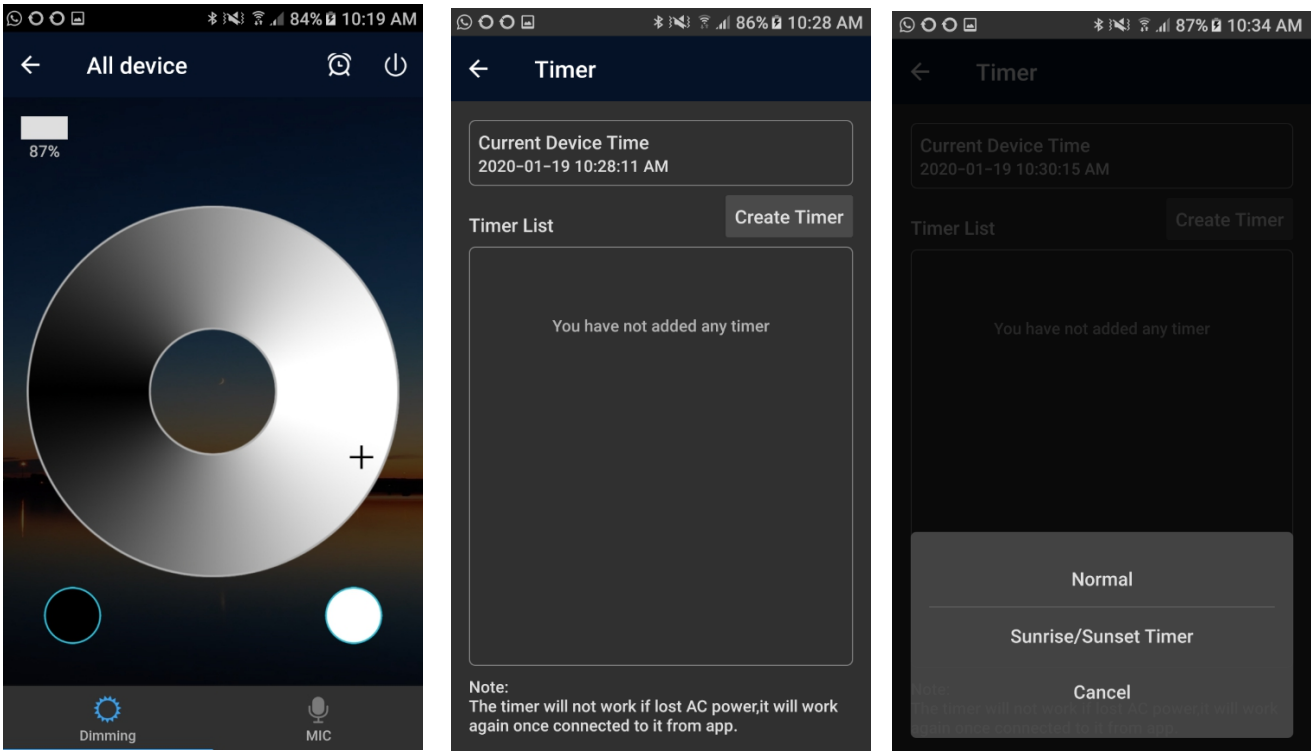 84% 10:19 AM
All device
87%
Dimming
MIC
86% 10:28 AM
Timer
Current Device Time
2020-01-19 10:28:11 AM
Timer List
Create Timer
You have not added any timer
Note:
The timer will not work if lost AC power,it will work
again once connected to it from app.
87% 10:34 AM
Timer
Current Device Time
2020-01-19 10:30:15 AM
Timer List
Create Timer
You have not added any timer
Normal
Sunrise/Sunset Timer
Cancel
Note:
The timer will not work if lost AC power,it will work
again once connected to it from app.